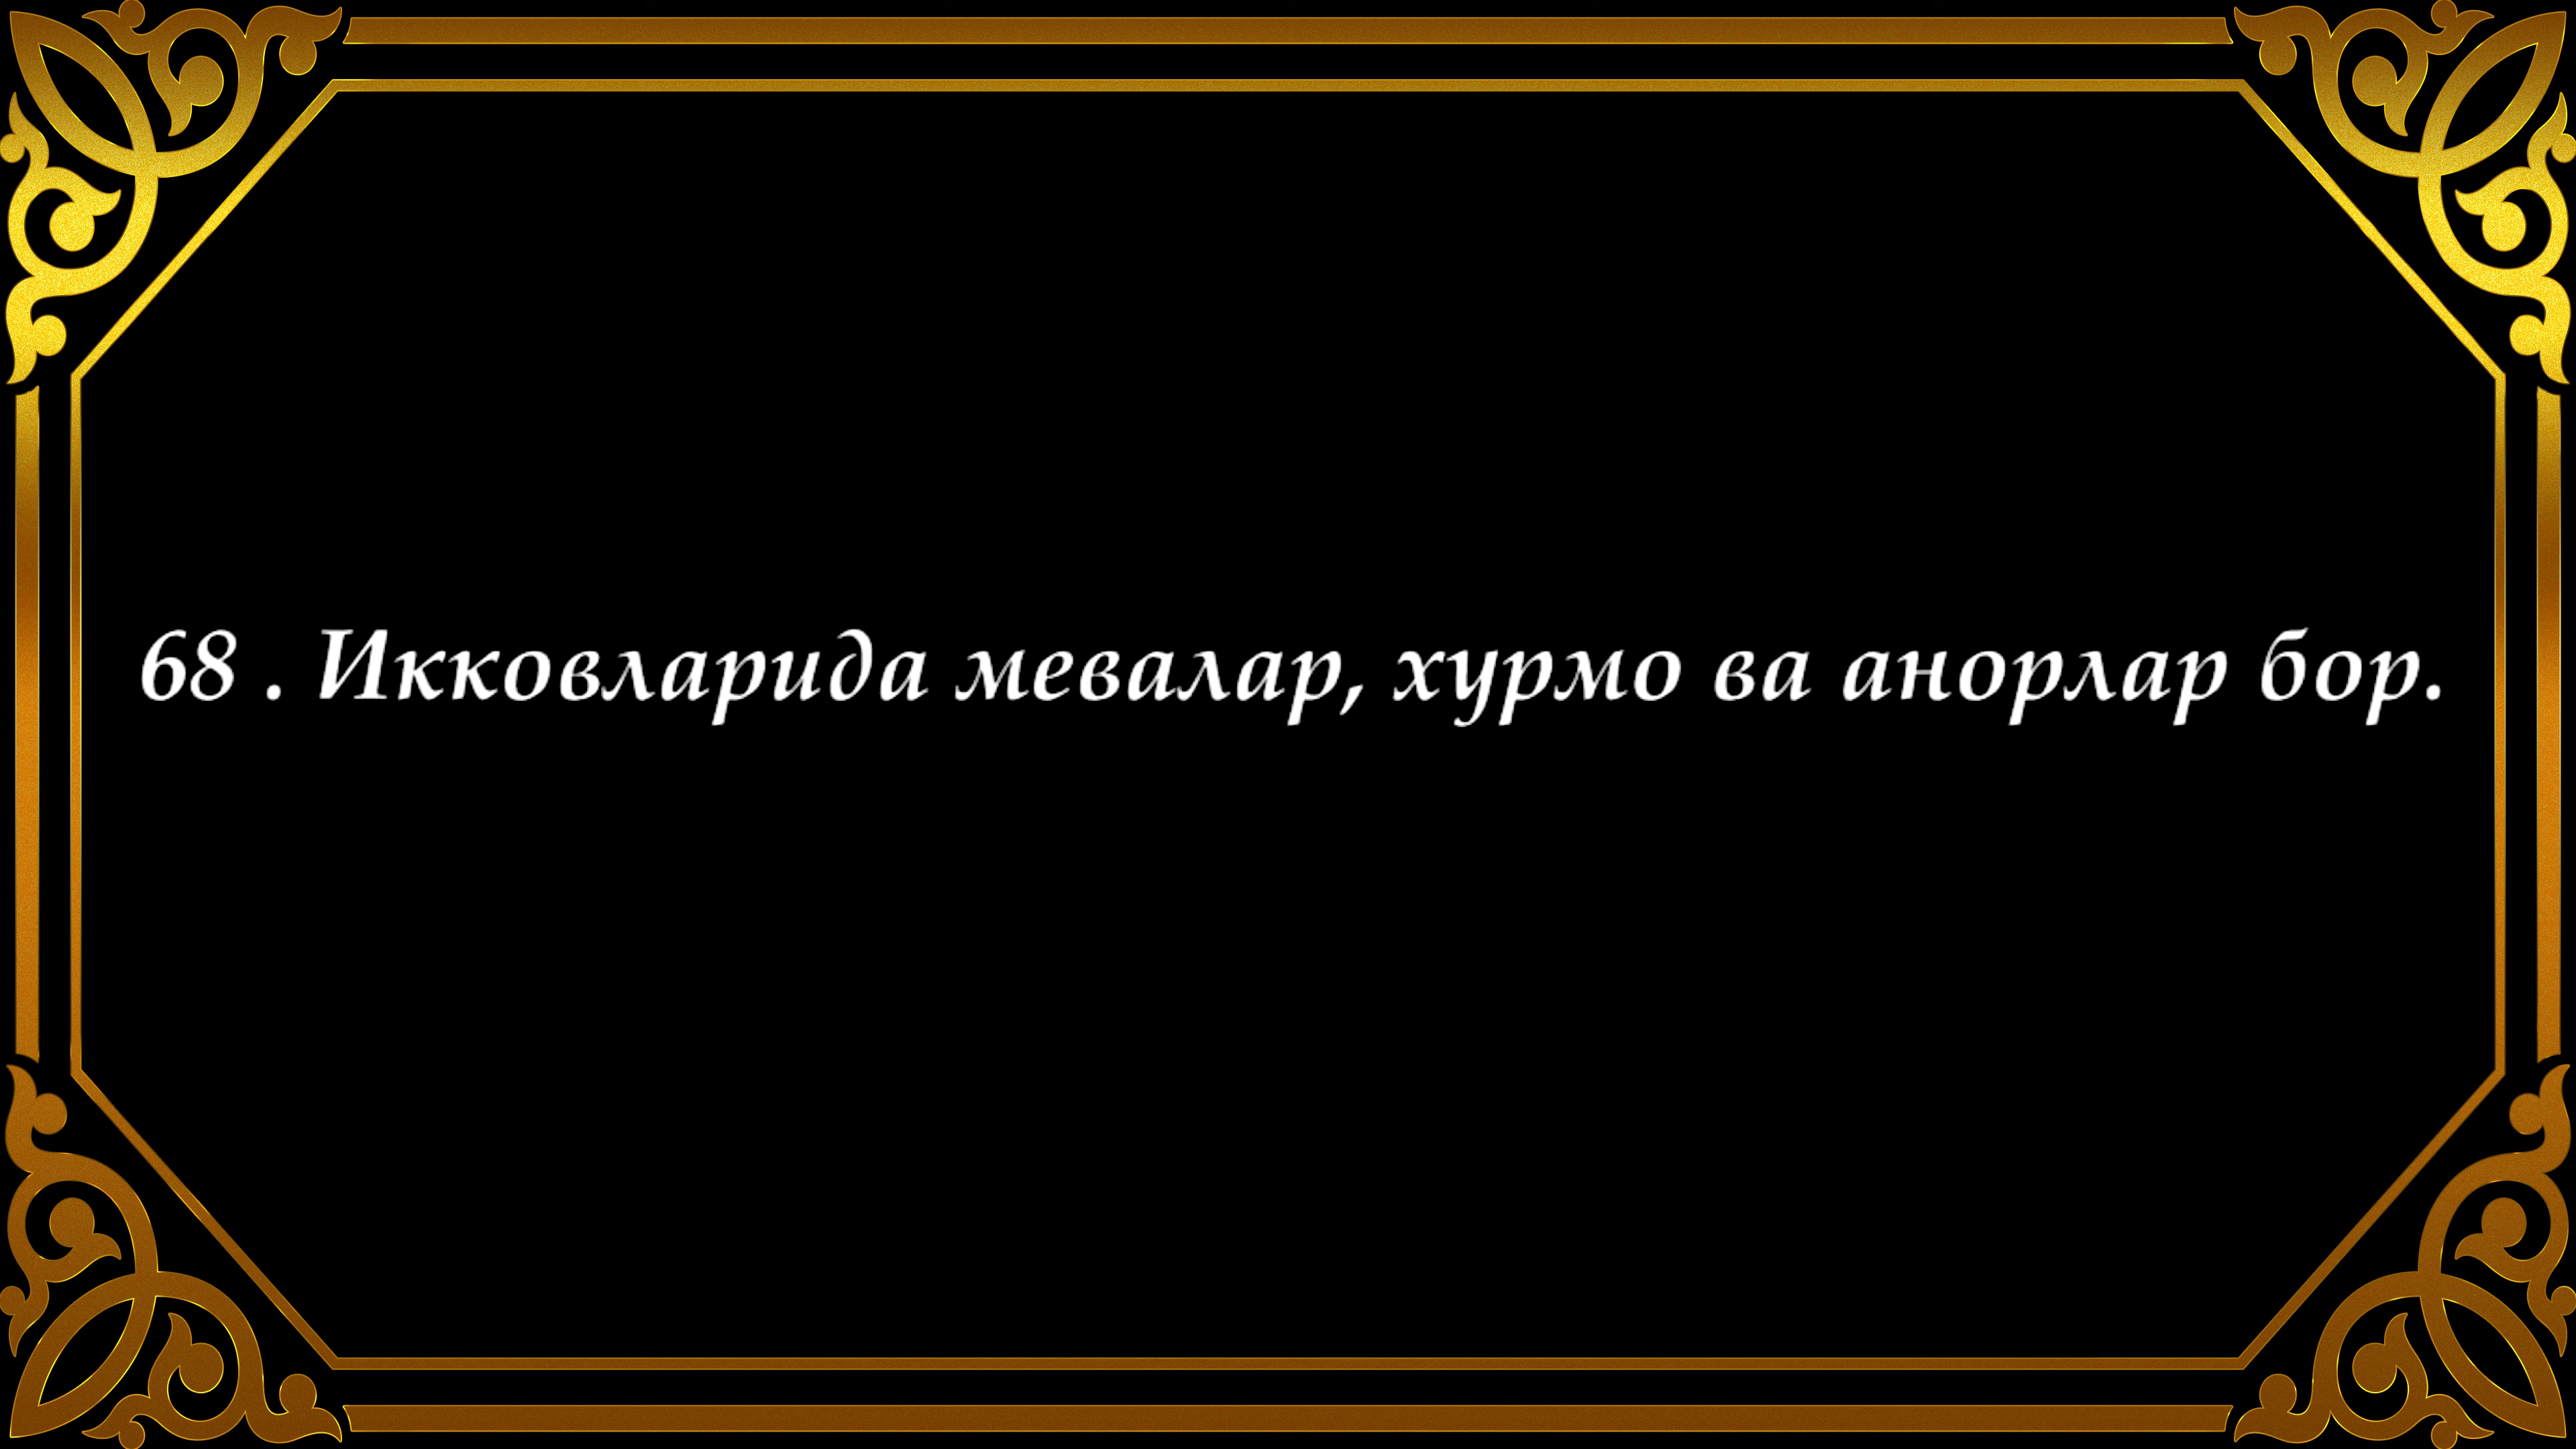 68 . Икковларида мевалар, хурмо ва анорлар бор.